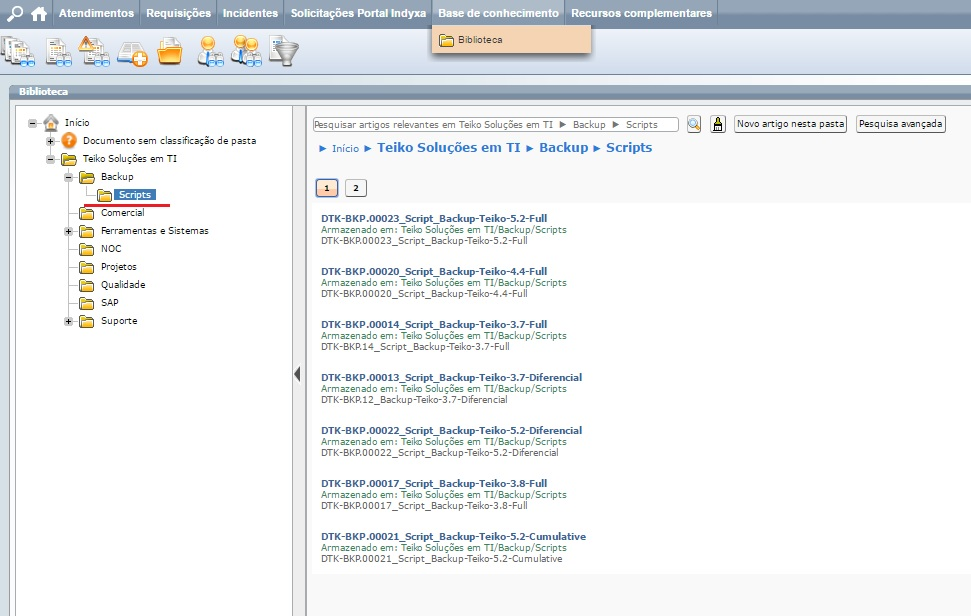 Atendimentos Requisições Incidentes Solicitações Portal Indyxa Base de conhecimento Recursos complementares
Biblioteca
Biblioteca
Início
Documento sem classificação de pasta
Teiko Soluções em TI
Backup
Scripts
Comercial
Ferramentas e Sistemas
NOC
Projetos
Qualidade
SAP
Suporte
Pesquisar artigos relevantes em Teiko Soluções em TI ► Backup ► Scripts Novo artigo nesta pasta Pesquisa avançada
► Início ► Teiko Soluções em TI ► Backup ► Scripts
1 2
DTK-BKP.00023_Script_Backup-Teiko-5.2-Full
Armazenado em: Teiko Soluções em TI/Backup/Scripts
DTK-BKP.00023_Script_Backup-Teiko-5.2-Full
DTK-BKP.00020_Script_Backup-Teiko-4.4-Full
Armazenado em: Teiko Soluções em TI/Backup/Scripts
DTK-BKP.00020_Script_Backup-Teiko-4.4-Full
DTK-BKP.00014_Script_Backup-Teiko-3.7-Full
Armazenado em: Teiko Soluções em TI/Backup/Scripts
DTK-BKP.14_Script_Backup-Teiko-3.7-Full
DTK-BKP.00013_Script_Backup-Teiko-3.7-Diferencial
Armazenado em: Teiko Soluções em TI/Backup/Scripts
DTK-BKP.12_Backup-Teiko-3.7-Diferencial
DTK-BKP.00022_Script_Backup-Teiko-5.2-Diferencial
Armazenado em: Teiko Soluções em TI/Backup/Scripts
DTK-BKP.00022_Script_Backup-Teiko-5.2-Diferencial
DTK-BKP.00017_Script_Backup-Teiko-3.8-Full
Armazenado em: Teiko Soluções em TI/Backup/Scripts
DTK-BKP.00017_Script_Backup-Teiko-3.8-Full
DTK-BKP.00021_Script_Backup-Teiko-5.2-Cumulative
Armazenado em: Teiko Soluções em TI/Backup/Scripts
DTK-BKP.00021_Script_Backup-Teiko-5.2-Cumulative